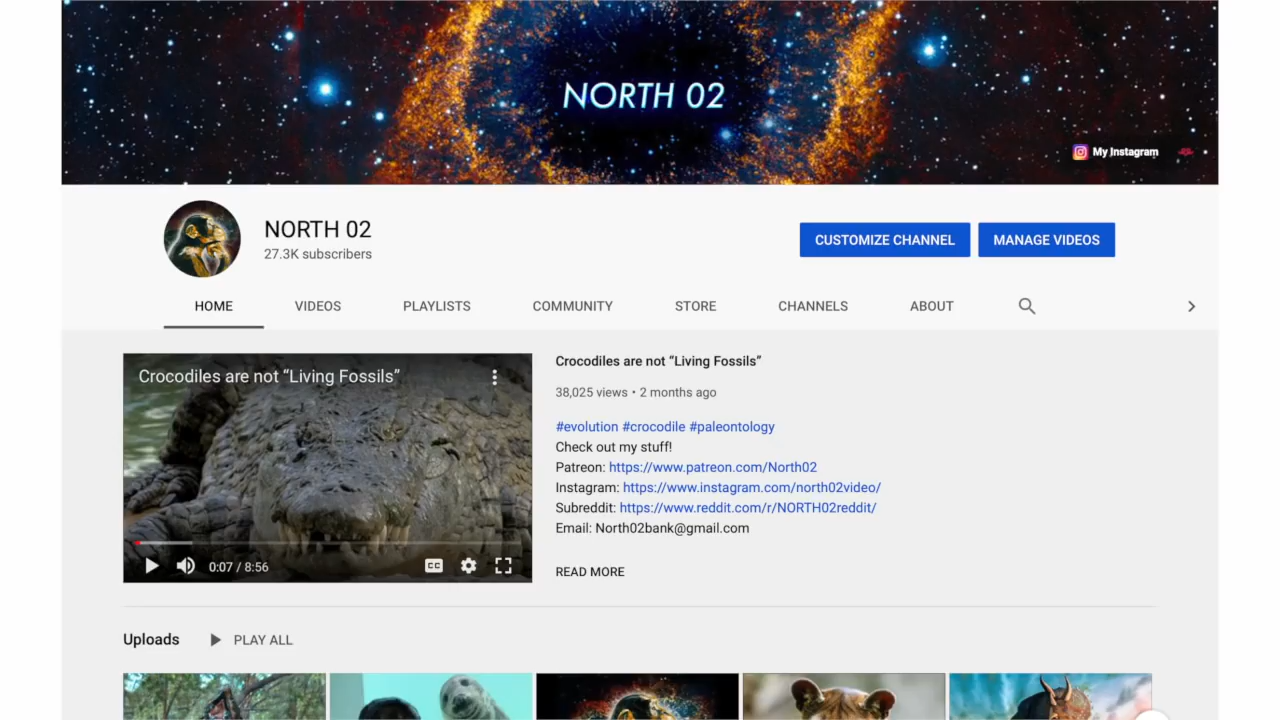 NORTH 02
My Instagram
NORTH 02
27.3K subscribers
CUSTOMIZE CHANNEL
MANAGE VIDEOS
HOME VIDEOS PLAYLISTS COMMUNITY STORE CHANNELS ABOUT
Crocodiles are not “Living Fossils”
0:07 / 8:56
CC
Crocodiles are not “Living Fossils”
38,025 views • 2 months ago
#evolution #crocodile #paleontology
Check out my stuff!
Patreon: https://www.patreon.com/North02
Instagram: https://www.instagram.com/north02video/
Subreddit: https://www.reddit.com/r/NORTH02reddit/
Email: North02bank@gmail.com
READ MORE
Uploads PLAY ALL